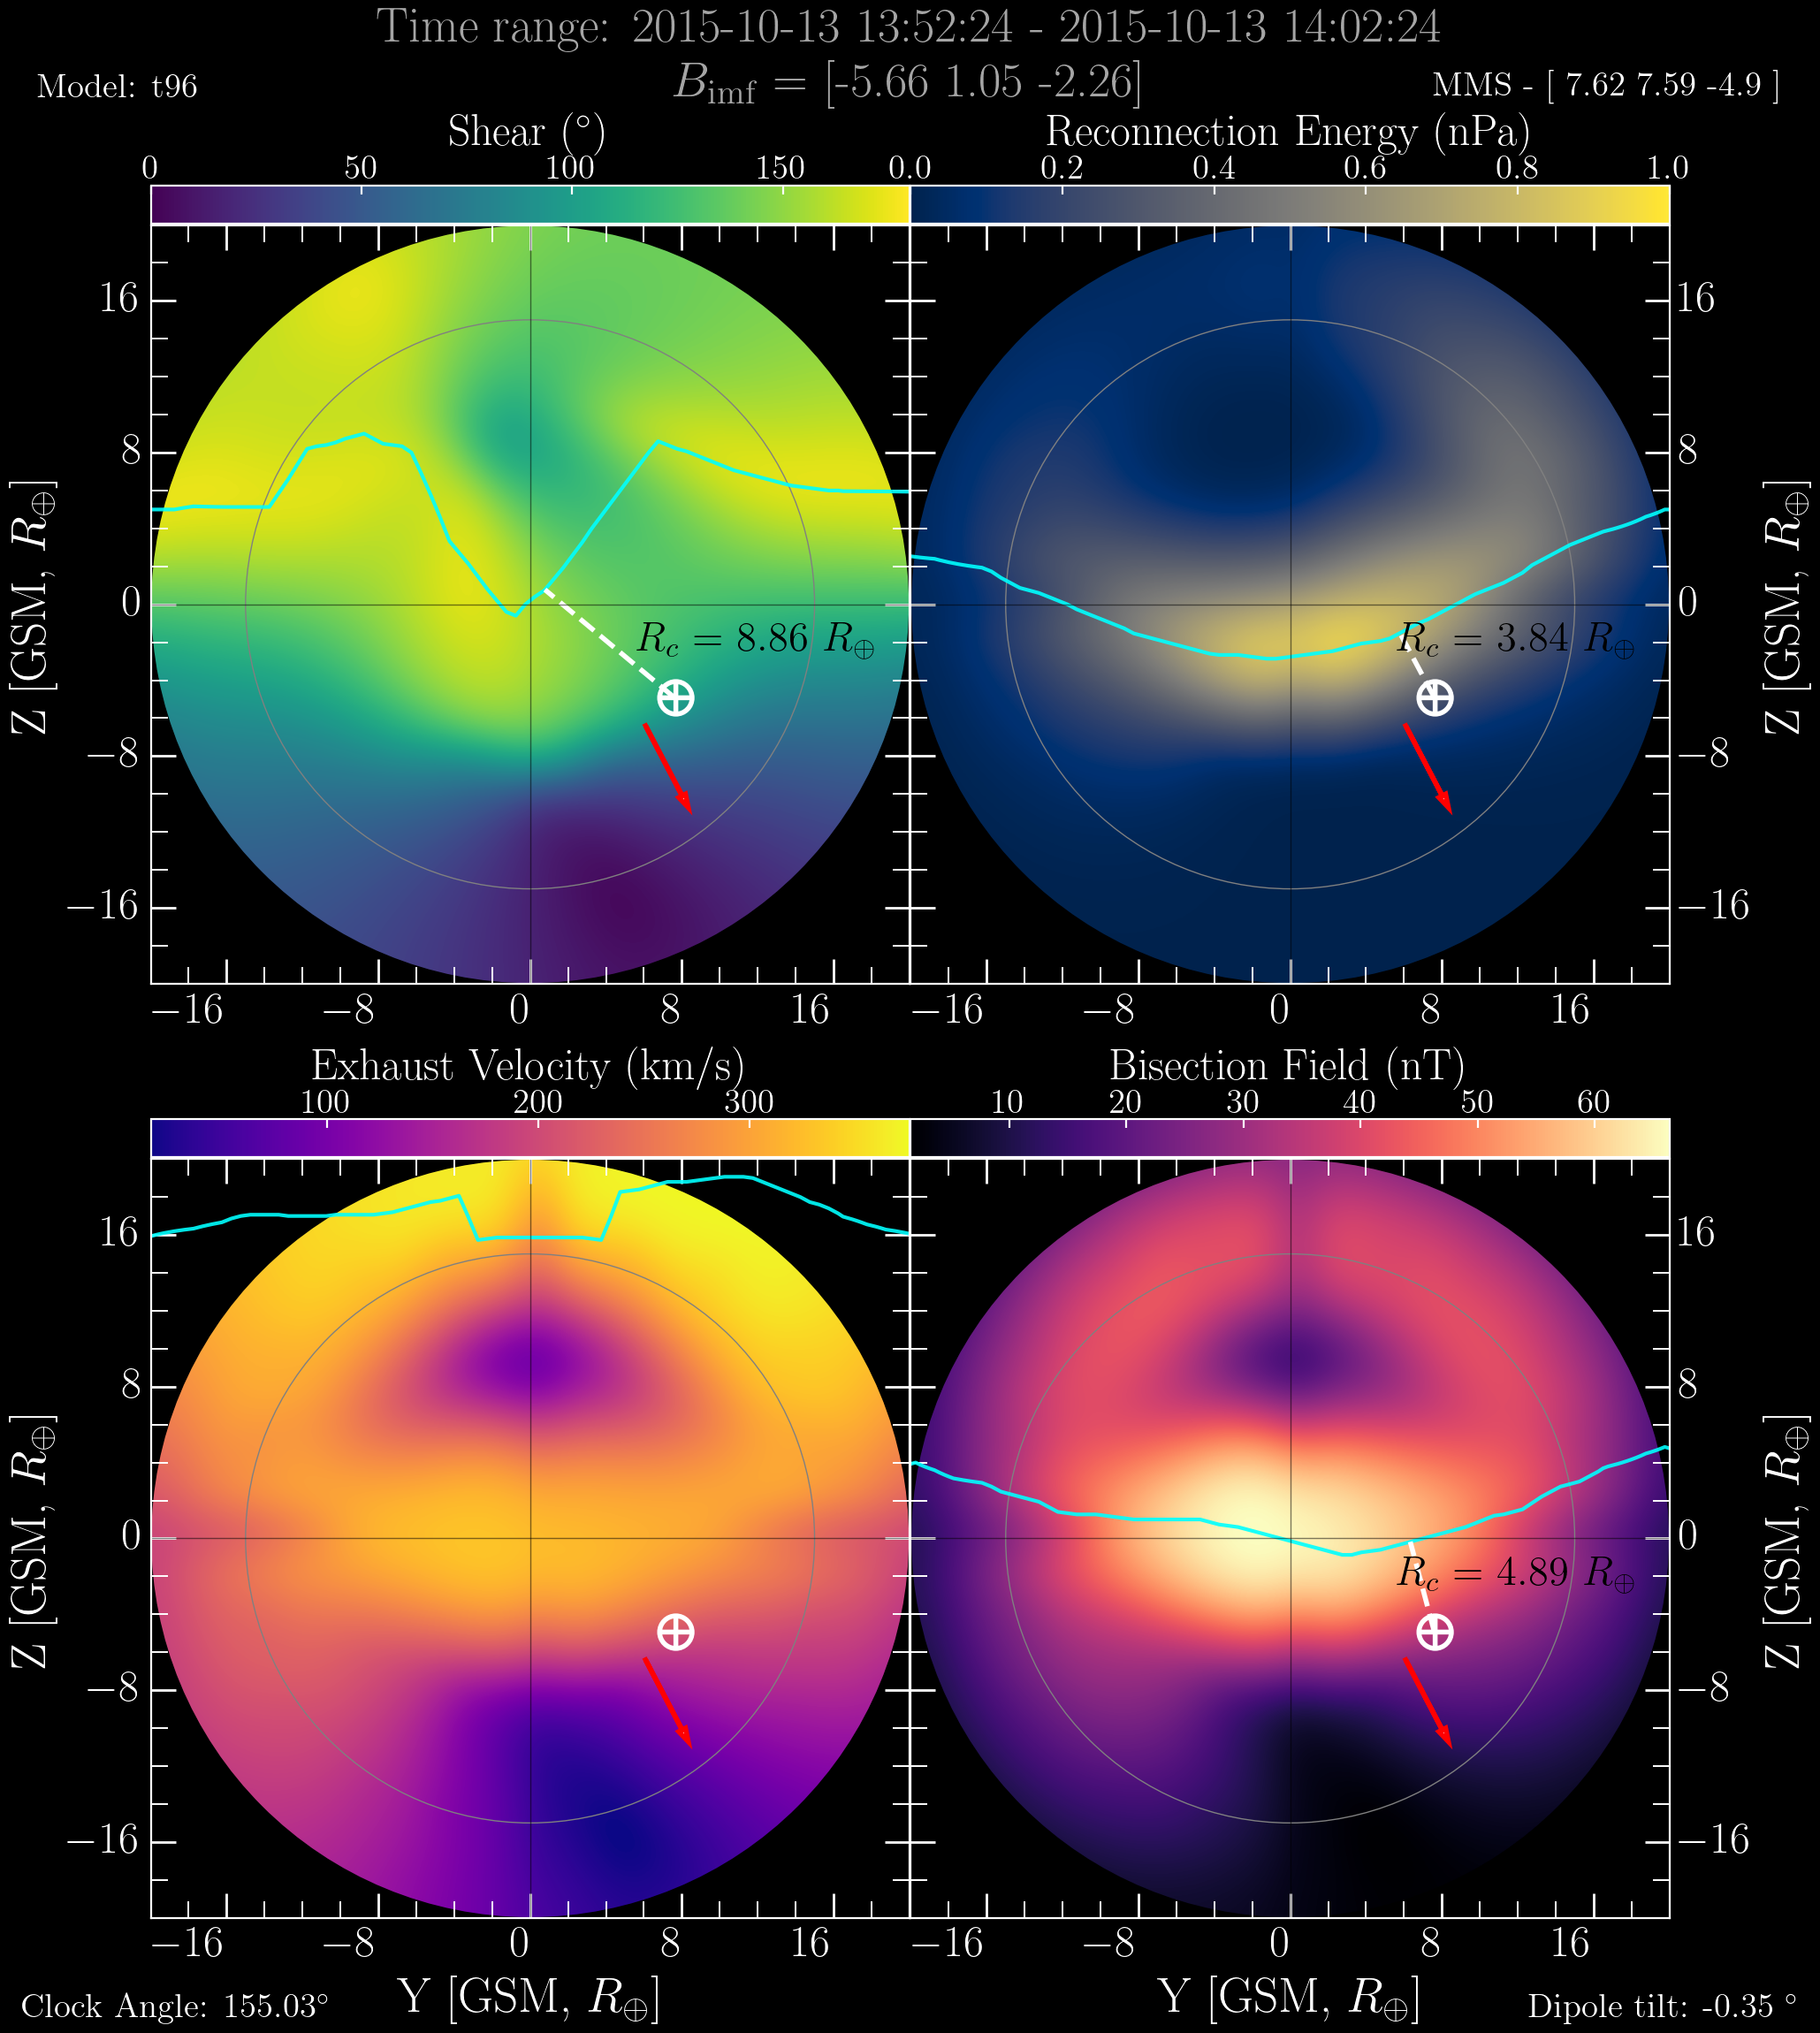 Time range: 2015-10-13 13:52:24 - 2015-10-13 14:02:24
Model: t96
B_imf = [-5.66 1.05 -2.26]
MMS - [ 7.62 7.59 -4.9 ]
Shear (°)
Reconnection Energy (nPa)
0 50 100 150
0.0 0.2 0.4 0.6 0.8 1.0
16 8 0 −8 −16
Z [GSM, R⊕]
R_c = 8.86 R⊕
R_c = 3.84 R⊕
16 8 0 −8 −16
Z [GSM, R⊕]
−16 −8 0 8 16
−16 −8 0 8 16
Exhaust Velocity (km/s)
Bisection Field (nT)
100 200 300
10 20 30 40 50 60
16 8 0 −8 −16
Z [GSM, R⊕]
R_c = 4.89 R⊕
16 8 0 −8 −16
Z [GSM, R⊕]
−16 −8 0 8 16
−16 −8 0 8 16
Y [GSM, R⊕]
Y [GSM, R⊕]
Clock Angle: 155.03°
Dipole tilt: -0.35 °